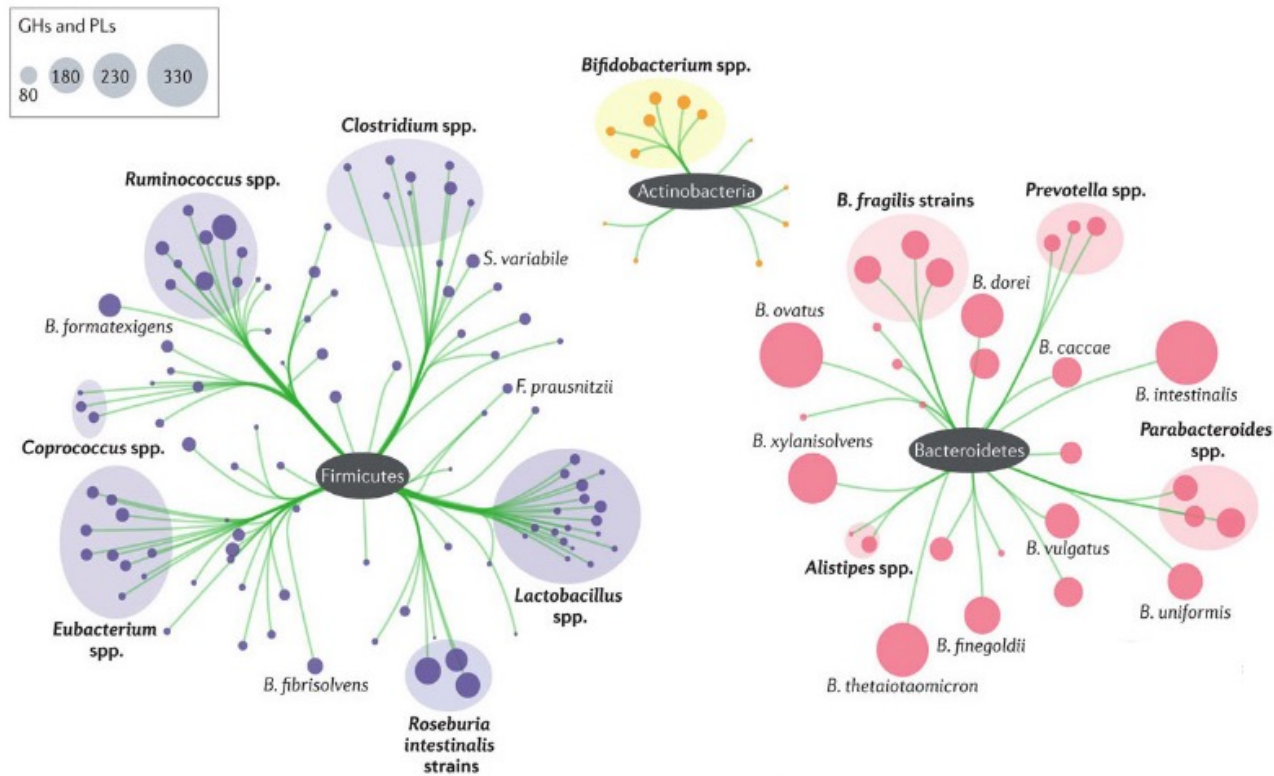 GHs and PLs
80
180
230
330
Bifidobacterium spp.
Clostridium spp.
Ruminococcus spp.
Actinobacteria
B. fragilis strains
Prevotella spp.
S. variabile
B. dorei
B. formatexigens
B. ovatus
B. caccae
F. prausnitzii
B. intestinalis
Coprococcus spp.
Firmicutes
B. xylanisolvens
Bacteroidetes
Parabacteroides
spp.
B. vulgatus
Alistipes spp.
Lactobacillus
spp.
B. uniformis
Eubacterium
spp.
B. finegoldii
B. fibrisolvens
B. thetaiotaomicron
Roseburia
intestinalis
strains